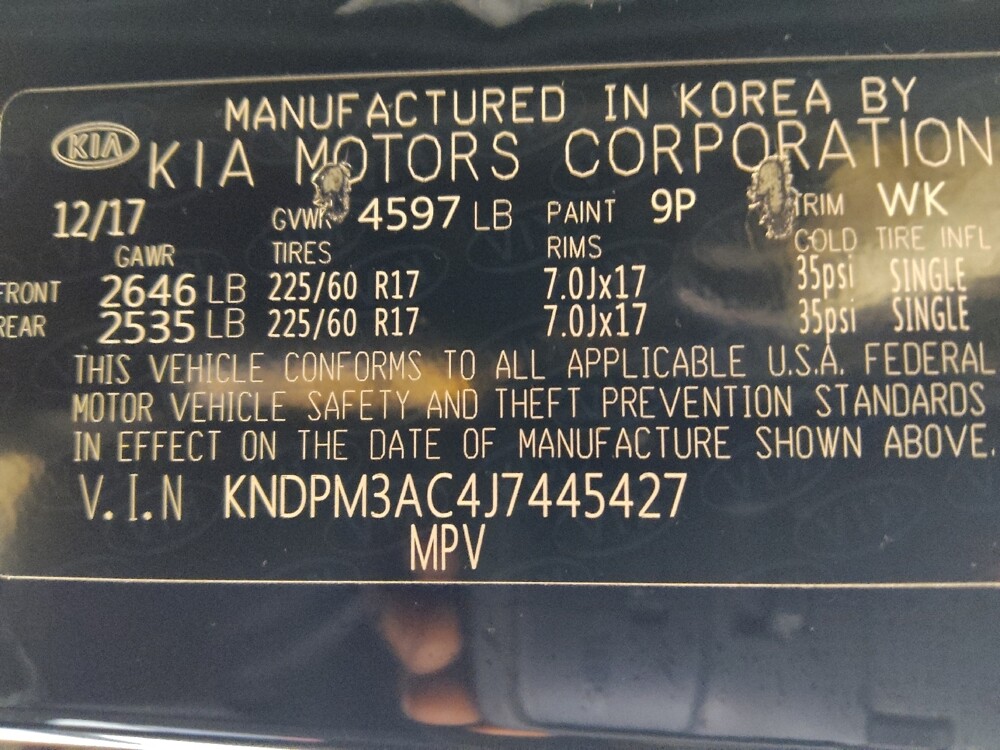 MANUFACTURED IN KOREA BY
KIA KIA MOTORS CORPORATION
12/17 GVWR 4597 LB PAINT 9P TRIM WK
GAWR TIRES RIMS COLD TIRE INFL
FRONT 2646 LB 225/60 R17 7.0Jx17 35psi SINGLE
REAR 2535 LB 225/60 R17 7.0Jx17 35psi SINGLE
THIS VEHICLE CONFORMS TO ALL APPLICABLE U.S.A. FEDERAL
MOTOR VEHICLE SAFETY AND THEFT PREVENTION STANDARDS
IN EFFECT ON THE DATE OF MANUFACTURE SHOWN ABOVE.
V.I.N KNDPM3AC4J7445427
MPV